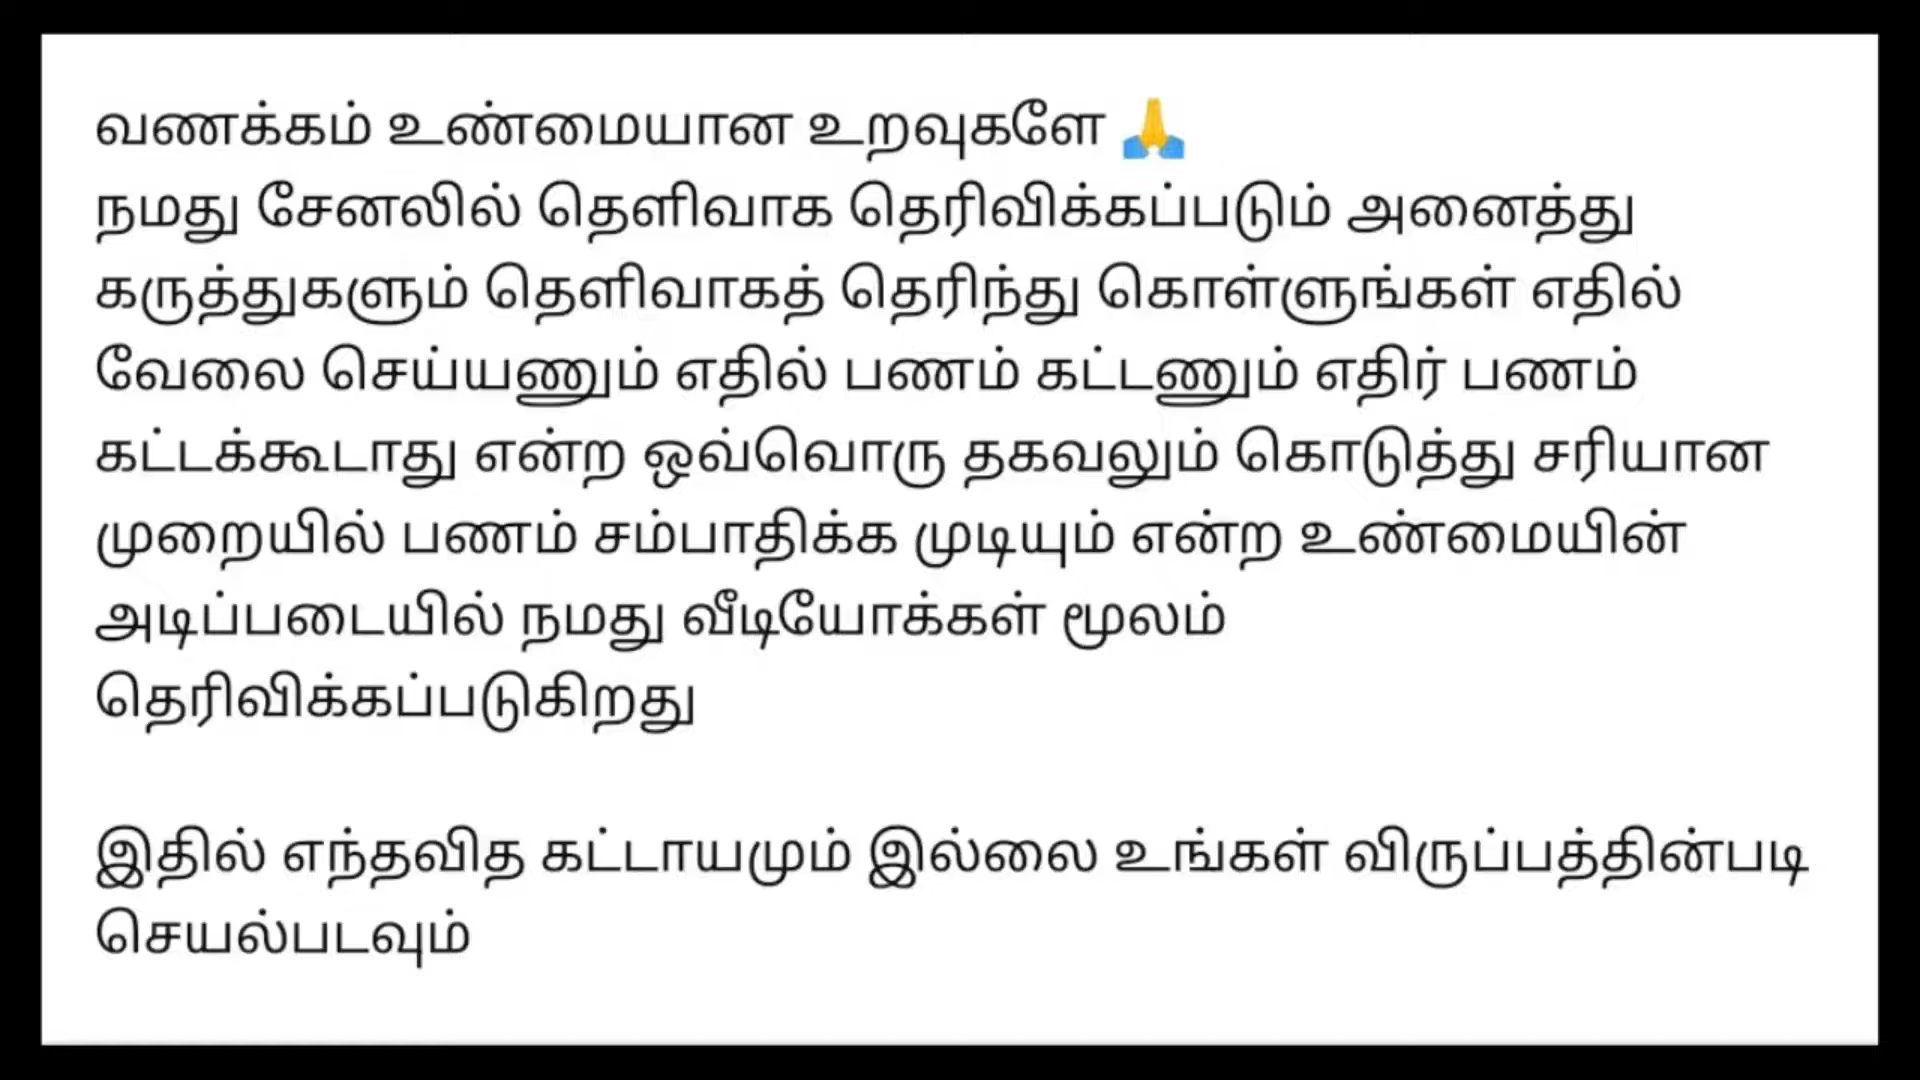 வணக்கம் உண்மையான உறவுகளே 🙏
நமது சேனலில் தெளிவாக தெரிவிக்கப்படும் அனைத்து
கருத்துகளும் தெளிவாகத் தெரிந்து கொள்ளுங்கள் எதில்
வேலை செய்யணும் எதில் பணம் கட்டணும் எதிர் பணம்
கட்டக்கூடாது என்ற ஒவ்வொரு தகவலும் கொடுத்து சரியான
முறையில் பணம் சம்பாதிக்க முடியும் என்ற உண்மையின்
அடிப்படையில் நமது வீடியோக்கள் மூலம்
தெரிவிக்கப்படுகிறது
இதில் எந்தவித கட்டாயமும் இல்லை உங்கள் விருப்பத்தின்படி
செயல்படவும்